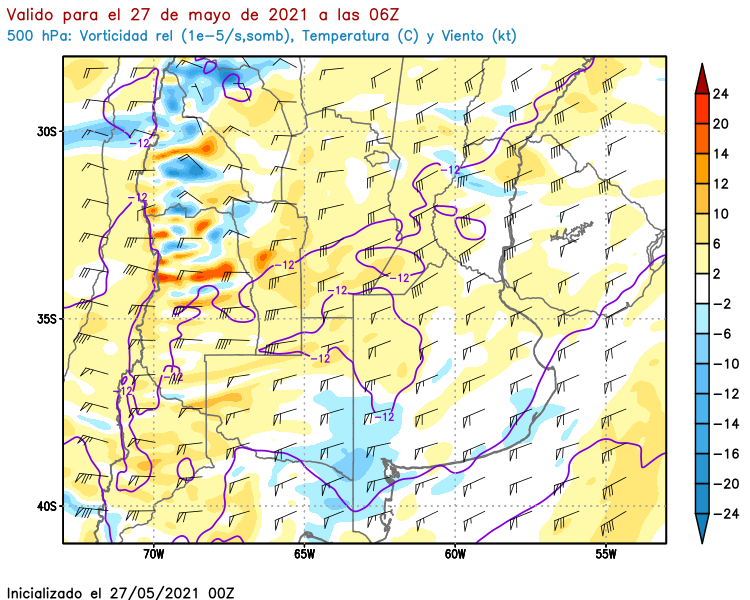 Valido para el 27 de mayo de 2021 a las 06Z
500 hPa: Vorticidad rel (1e-5/s,somb), Temperatura (C) y Viento (kt)
24
30S
-12
-12
20
14
-12
12
10
6
-12
-12
2
-12
35S
-2
-12
-6
-12
-12
-10
-12
-12
-14
-16
-20
40S
-24
70W
65W
60W
55W
Inicializado el 27/05/2021 00Z